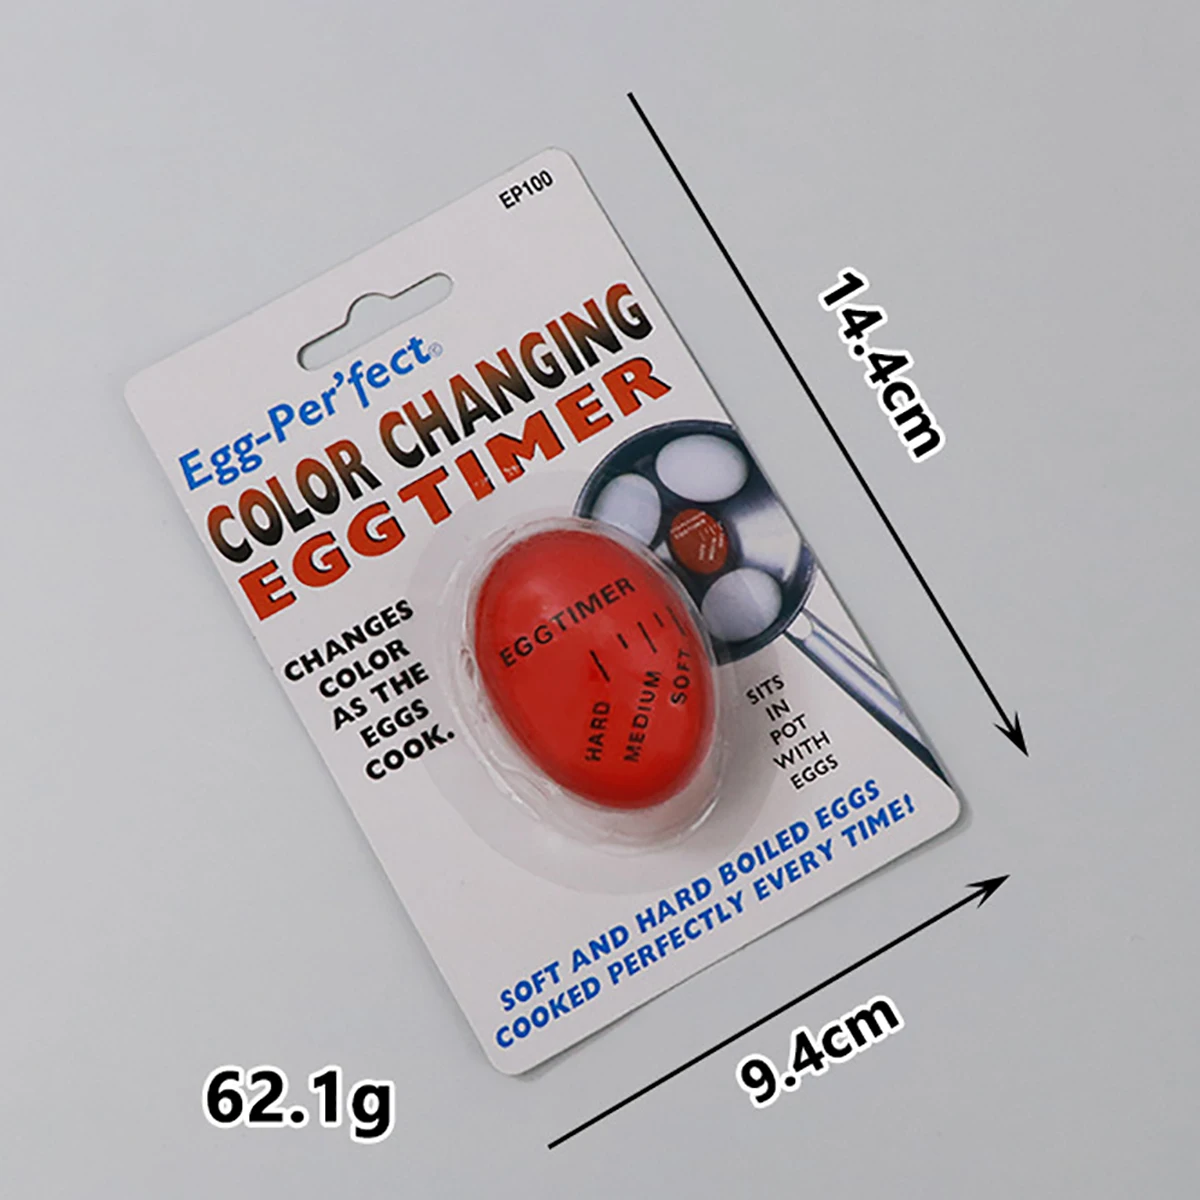 EP100
Egg-Per'fect©
COLOR CHANGING
EGGTIMER
CHANGES
COLOR
AS THE
EGGS
COOK.
EGGTIMER
HARD
MEDIUM
SOFT
SITS
IN
POT
WITH
EGGS
SOFT AND HARD BOILED EGGS
COOKED PERFECTLY EVERY TIME!
14.4cm
9.4cm
62.1g